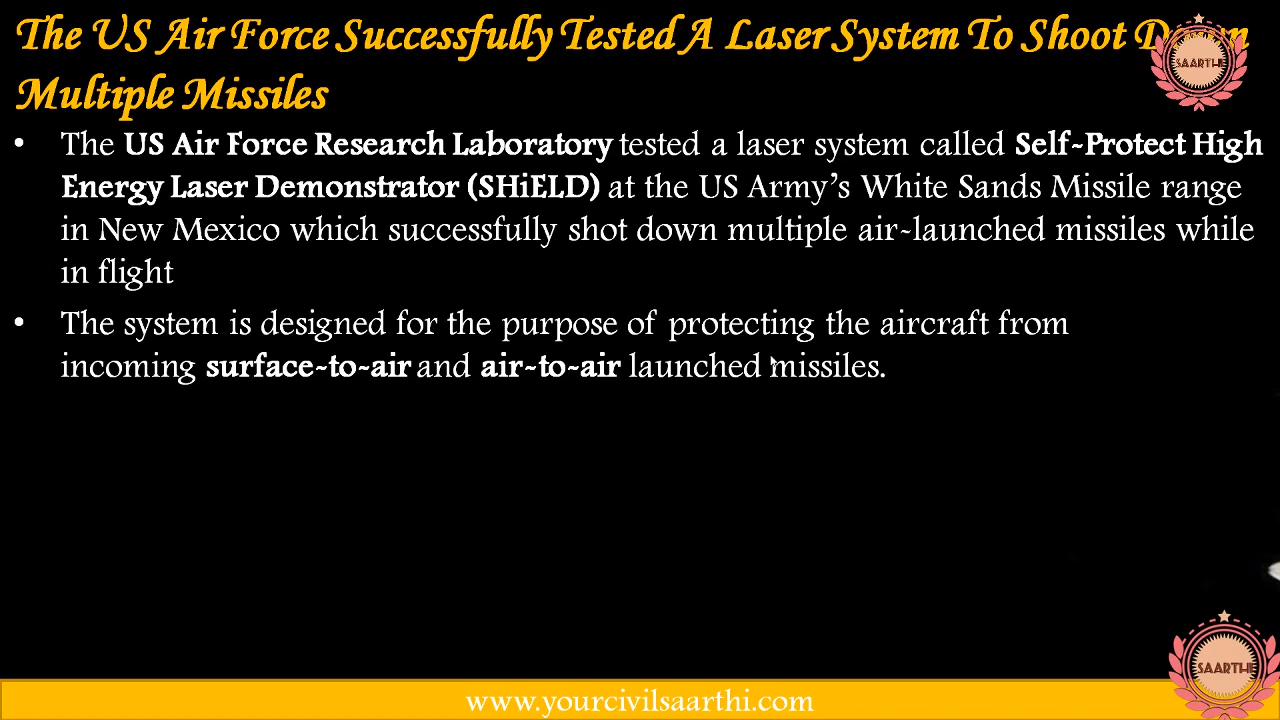 The US Air Force Successfully Tested A Laser System To Shoot Down
SAARTHI
Multiple Missiles
• The US Air Force Research Laboratory tested a laser system called Self-Protect High
Energy Laser Demonstrator (SHiELD) at the US Army’s White Sands Missile range
in New Mexico which successfully shot down multiple air-launched missiles while
in flight
• The system is designed for the purpose of protecting the aircraft from
incoming surface-to-air and air-to-air launched missiles.
SAARTHI
www.yourcivilsaarthi.com